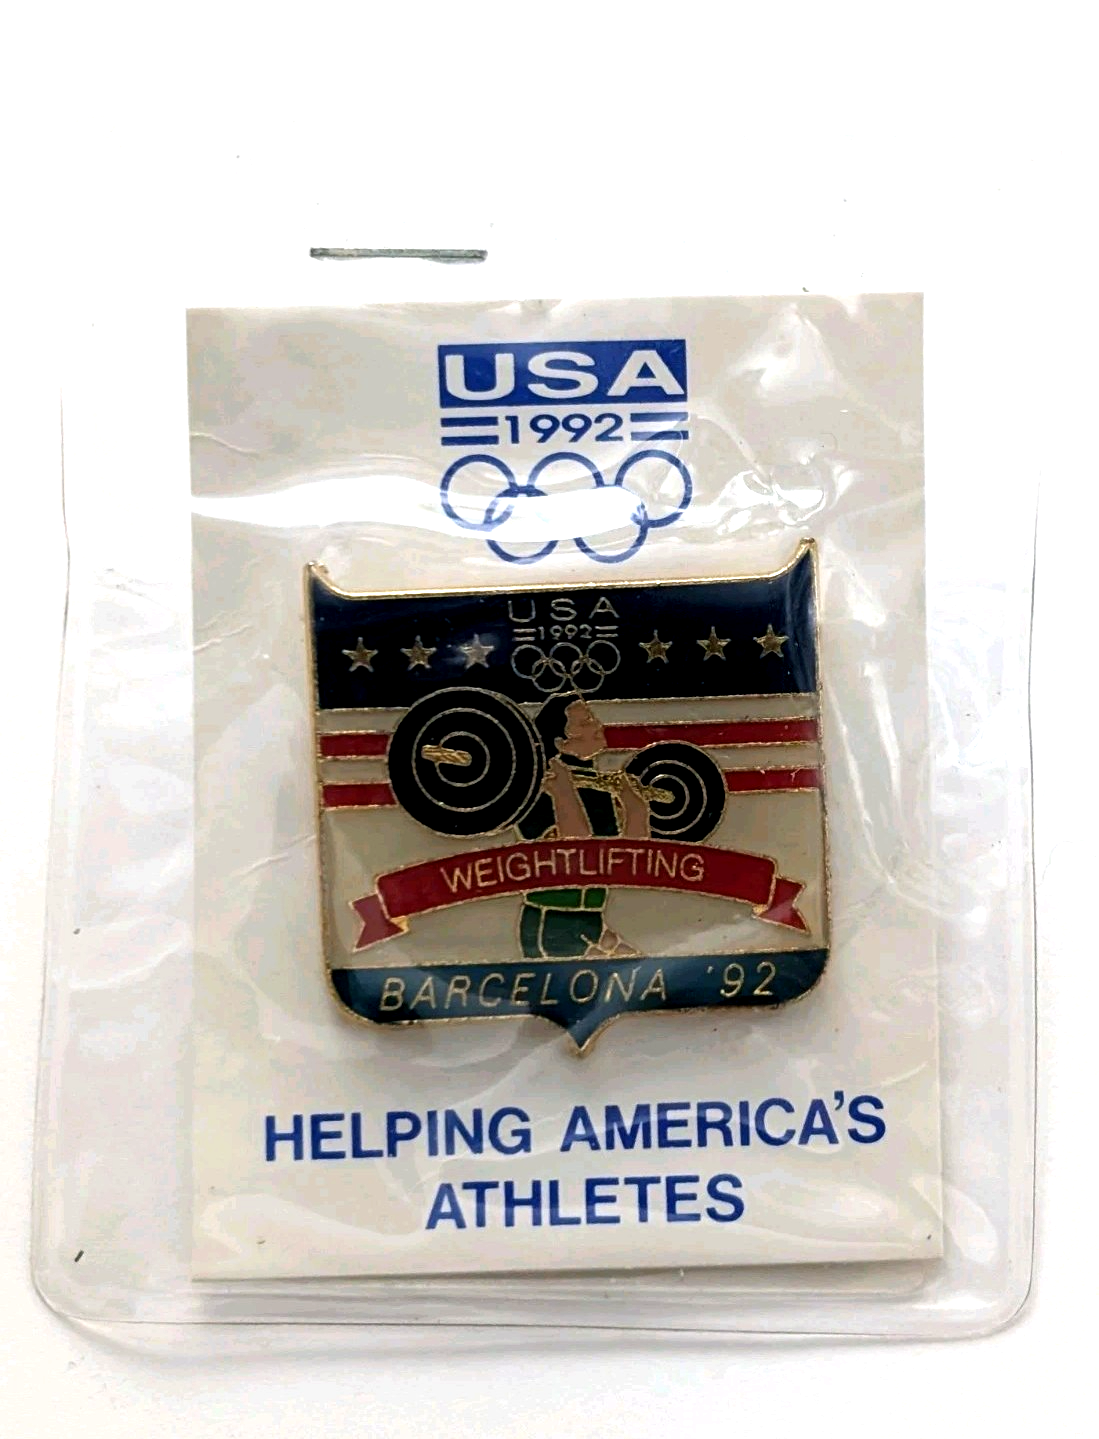 USA
1992
USA
1992
WEIGHTLIFTING
BARCELONA '92
HELPING AMERICA'S
ATHLETES